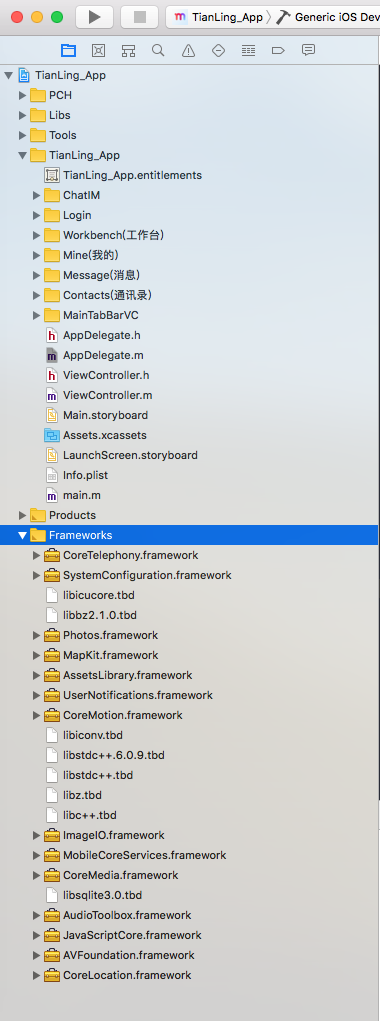 TianLing_App
Generic iOS Dev
TianLing_App
PCH
Libs
Tools
TianLing_App
TianLing_App.entitlements
ChatIM
Login
Workbench(工作台)
Mine(我的)
Message(消息)
Contacts(通讯录)
MainTabBarVC
h AppDelegate.h
m AppDelegate.m
h ViewController.h
m ViewController.m
Main.storyboard
Assets.xcassets
LaunchScreen.storyboard
Info.plist
m main.m
Products
Frameworks
CoreTelephony.framework
SystemConfiguration.framework
libicucore.tbd
libbz2.1.0.tbd
Photos.framework
MapKit.framework
AssetsLibrary.framework
UserNotifications.framework
CoreMotion.framework
libiconv.tbd
libstdc++.6.0.9.tbd
libstdc++.tbd
libz.tbd
libc++.tbd
ImageIO.framework
MobileCoreServices.framework
CoreMedia.framework
libsqlite3.0.tbd
AudioToolbox.framework
JavaScriptCore.framework
AVFoundation.framework
CoreLocation.framework